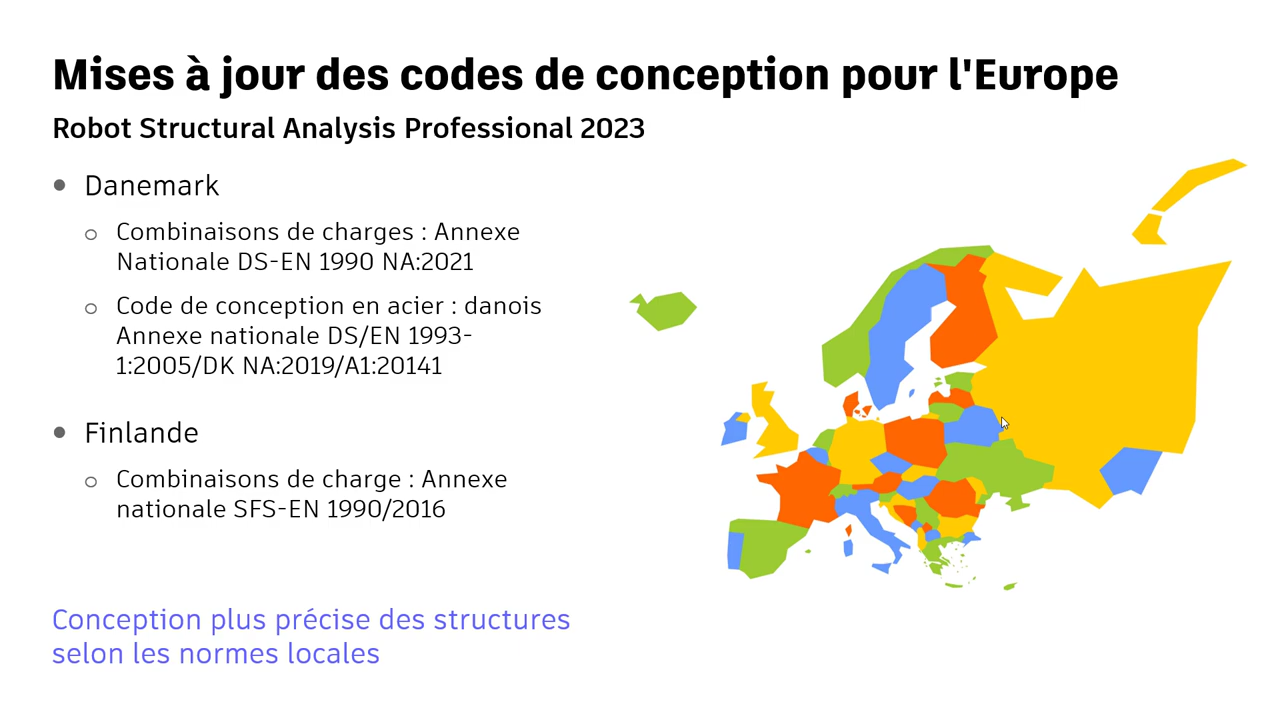 Mises à jour des codes de conception pour l'Europe
Robot Structural Analysis Professional 2023
Danemark
Combinaisons de charges : Annexe
Nationale DS-EN 1990 NA:2021
Code de conception en acier : danois
Annexe nationale DS/EN 1993-
1:2005/DK NA:2019/A1:20141
Finlande
Combinaisons de charge : Annexe
nationale SFS-EN 1990/2016
Conception plus précise des structures
selon les normes locales